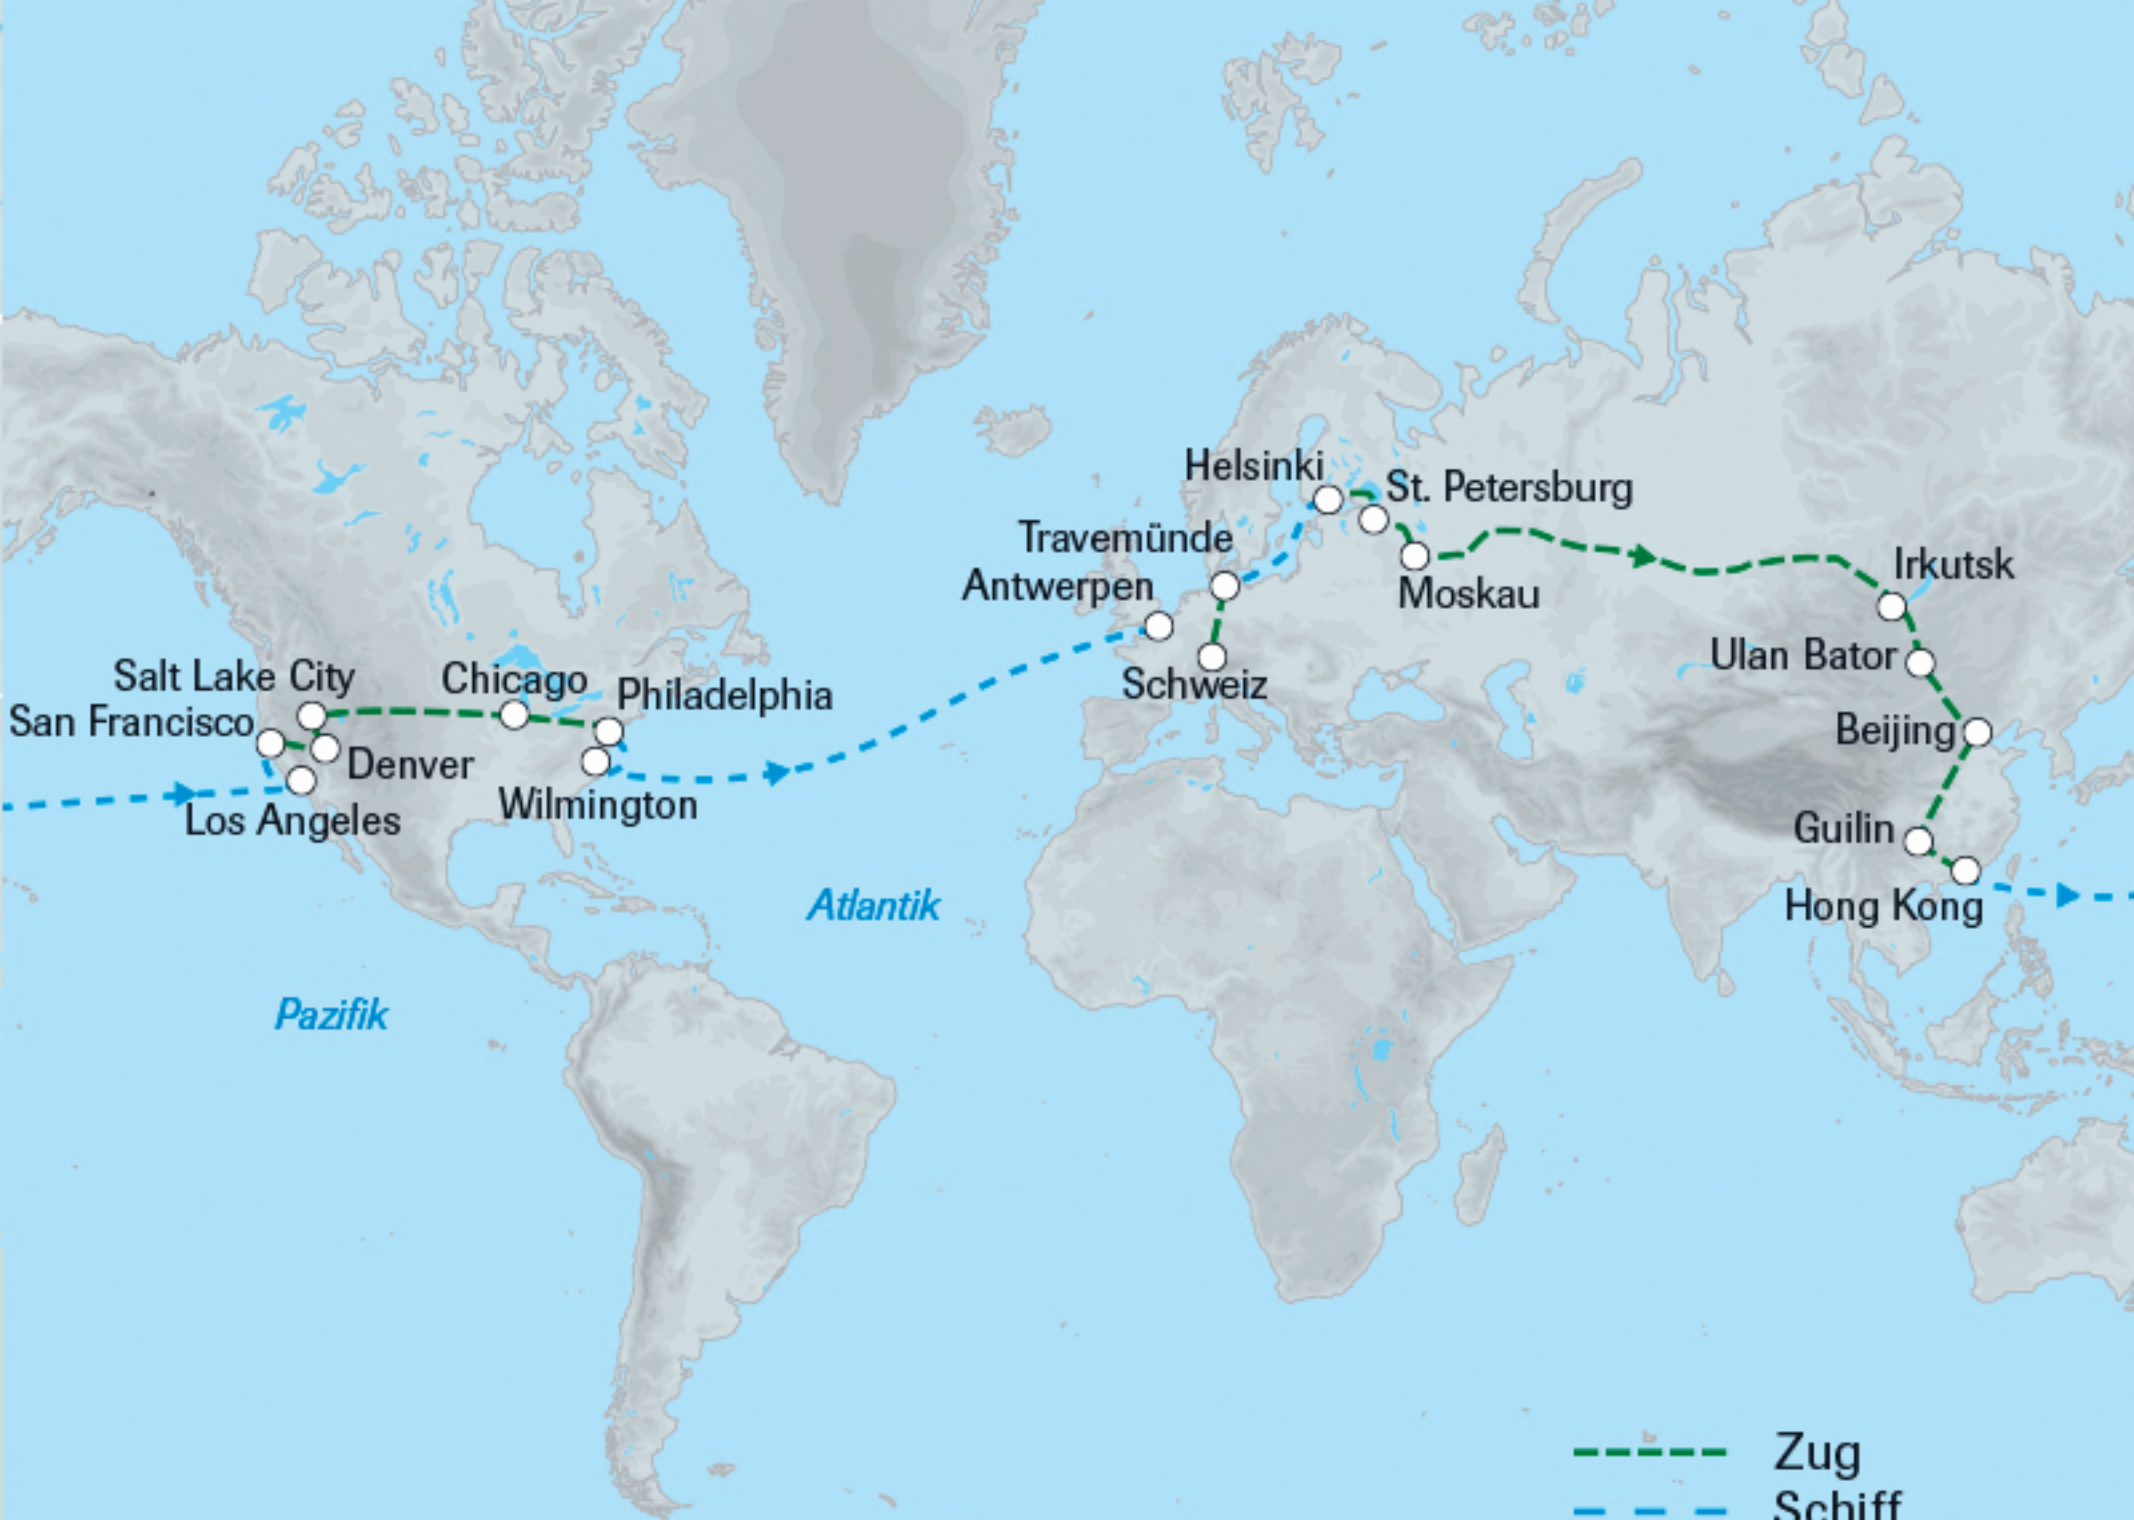 Helsinki
St. Petersburg
Travemünde
Antwerpen
Moskau
Irkutsk
Ulan Bator
Salt Lake City
Chicago
Philadelphia
Schweiz
San Francisco
Beijing
Denver
Wilmington
Los Angeles
Guilin
Hong Kong
Atlantik
Pazifik
Zug
Schiff